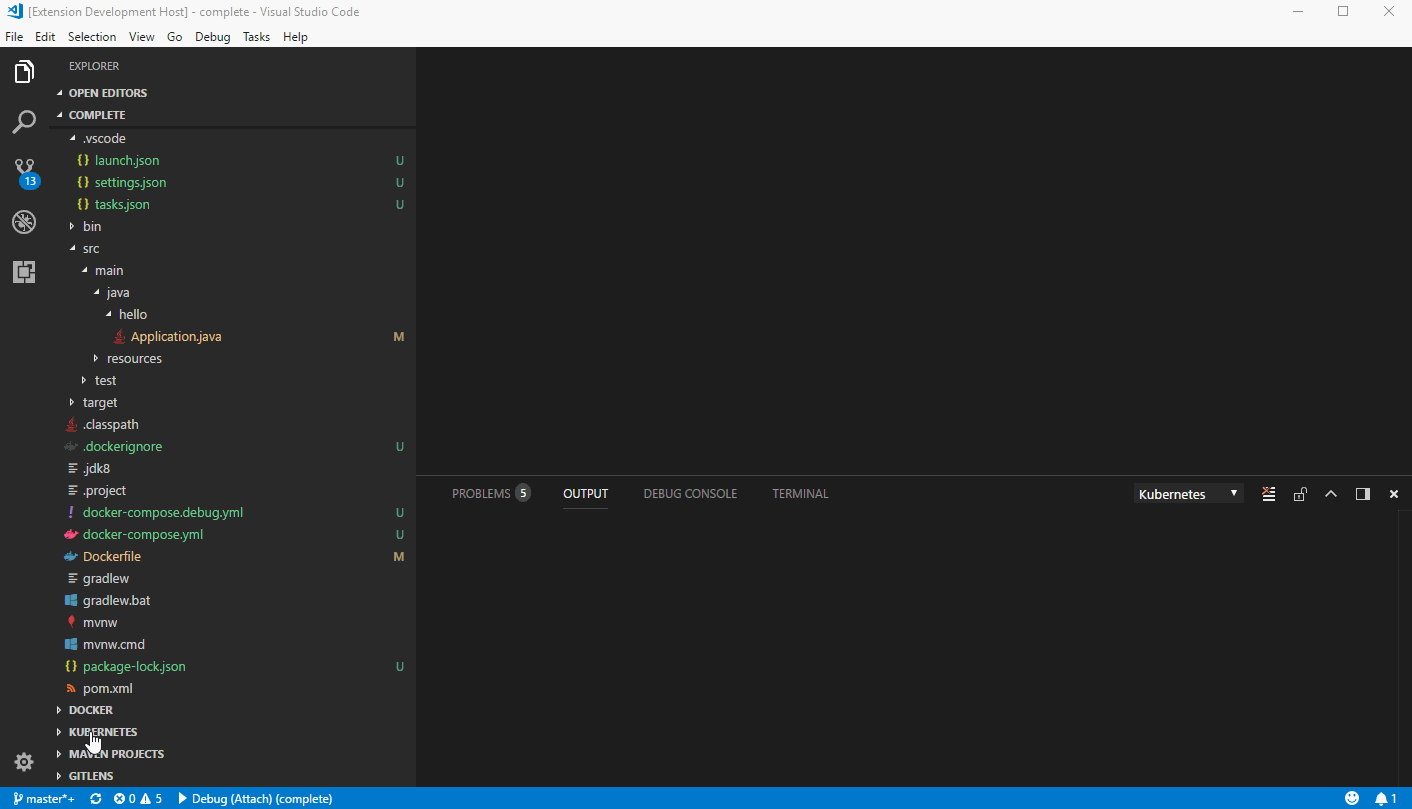 [Extension Development Host] - complete - Visual Studio Code
File Edit Selection View Go Debug Tasks Help
EXPLORER
OPEN EDITORS
COMPLETE
.vscode
{} launch.json U
{} settings.json U
13
{} tasks.json U
bin
src
main
java
hello
Application.java M
resources
test
target
.classpath
.dockerignore U
.jdk8
.project
! docker-compose.debug.yml U
docker-compose.yml U
Dockerfile M
gradlew
gradlew.bat
mvnw
mvnw.cmd
{} package-lock.json U
pom.xml
DOCKER
KUBERNETES
MAVEN PROJECTS
GITLENS
PROBLEMS 5 OUTPUT DEBUG CONSOLE TERMINAL Kubernetes
master*+ 0 5 Debug (Attach) (complete) 1